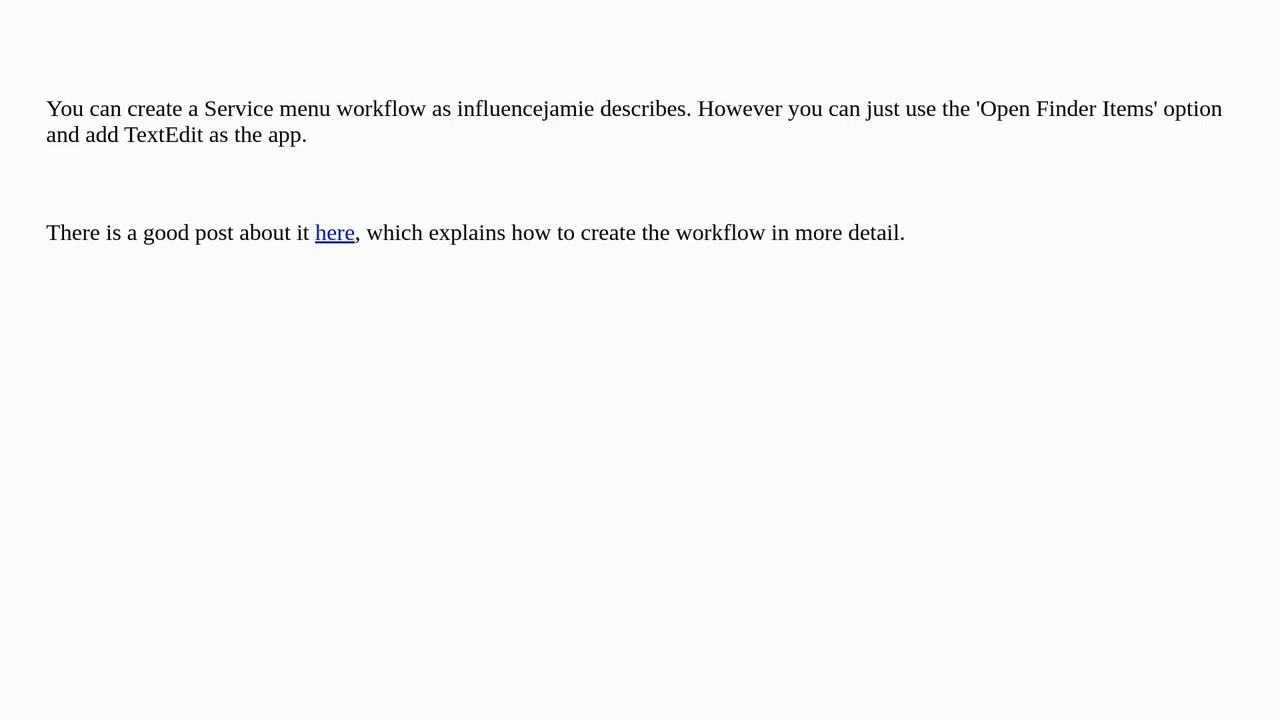 You can create a Service menu workflow as influencejamie describes. However you can just use the 'Open Finder Items' option
and add TextEdit as the app.
There is a good post about it here, which explains how to create the workflow in more detail.